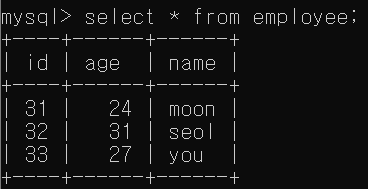 mysql> select * from employee;
+----+------+------+
| id | age  | name |
+----+------+------+
| 31 |   24 | moon |
| 32 |   31 | seol |
| 33 |   27 | you  |
+----+------+------+